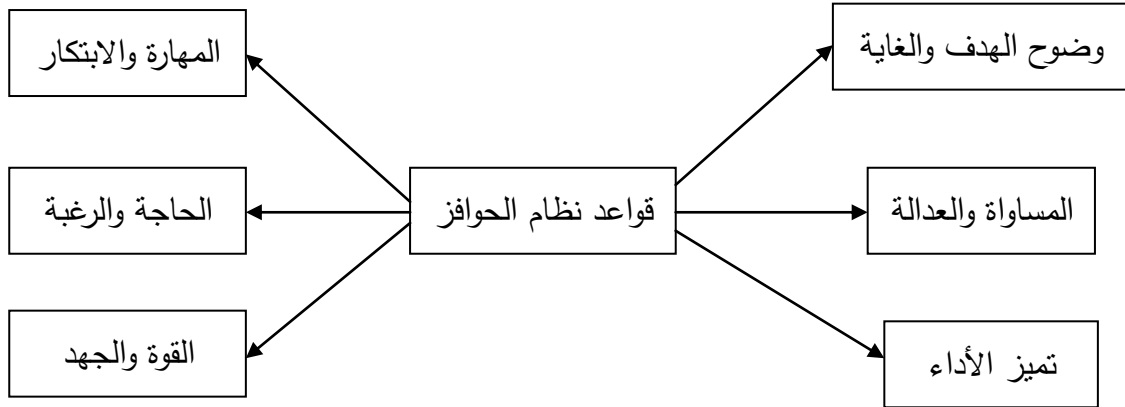 وضوح الهدف والغاية
المهارة والابتكار
المساواة والعدالة
قواعد نظام الحوافز
الحاجة والرغبة
تميز الأداء
القوة والجهد